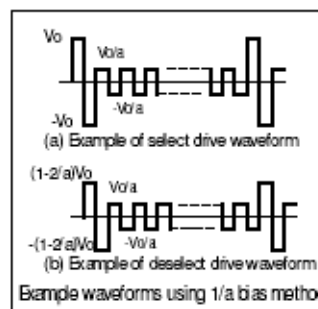 Vo
Vo/a
-Vo/a
-Vo
(a) Example of select drive waveform
(1-2/a)Vo
Vo/a
-Vo/a
-(1-2/a)Vo
(b) Example of deselect drive waveform
Example waveforms using 1/a bias metho